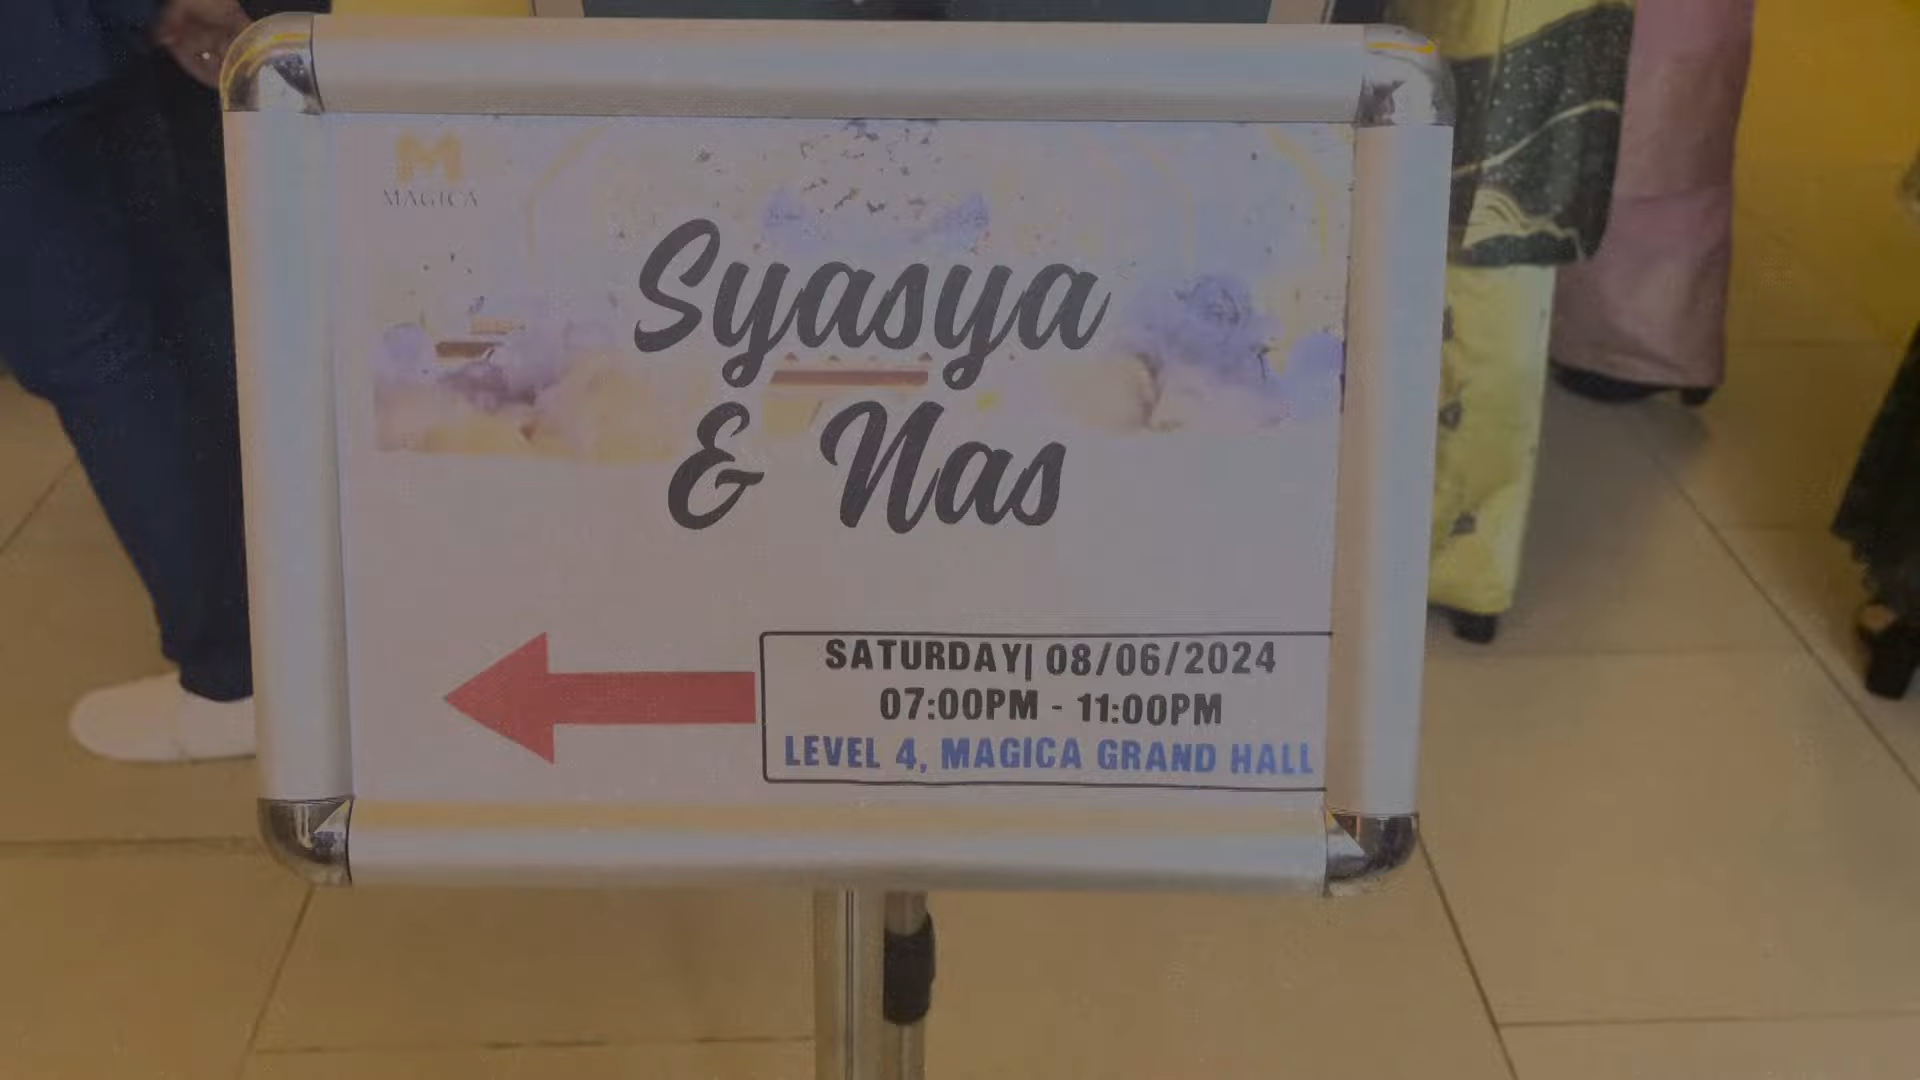 MAGICA
Syasya
& Nas
SATURDAY| 08/06/2024
07:00PM - 11:00PM
LEVEL 4, MAGICA GRAND HALL